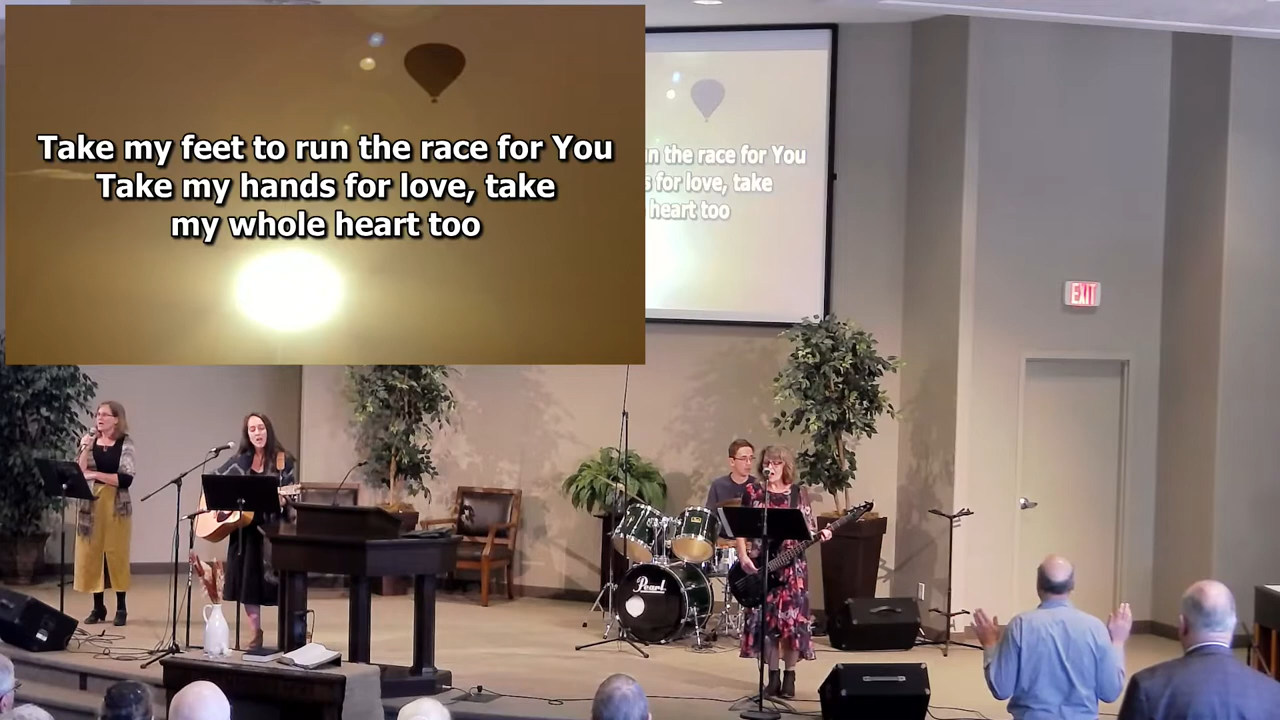 Take my feet to run the race for You
Take my hands for love, take
my whole heart too
n the race for You
s for love, take
heart too
EXIT
Pearl